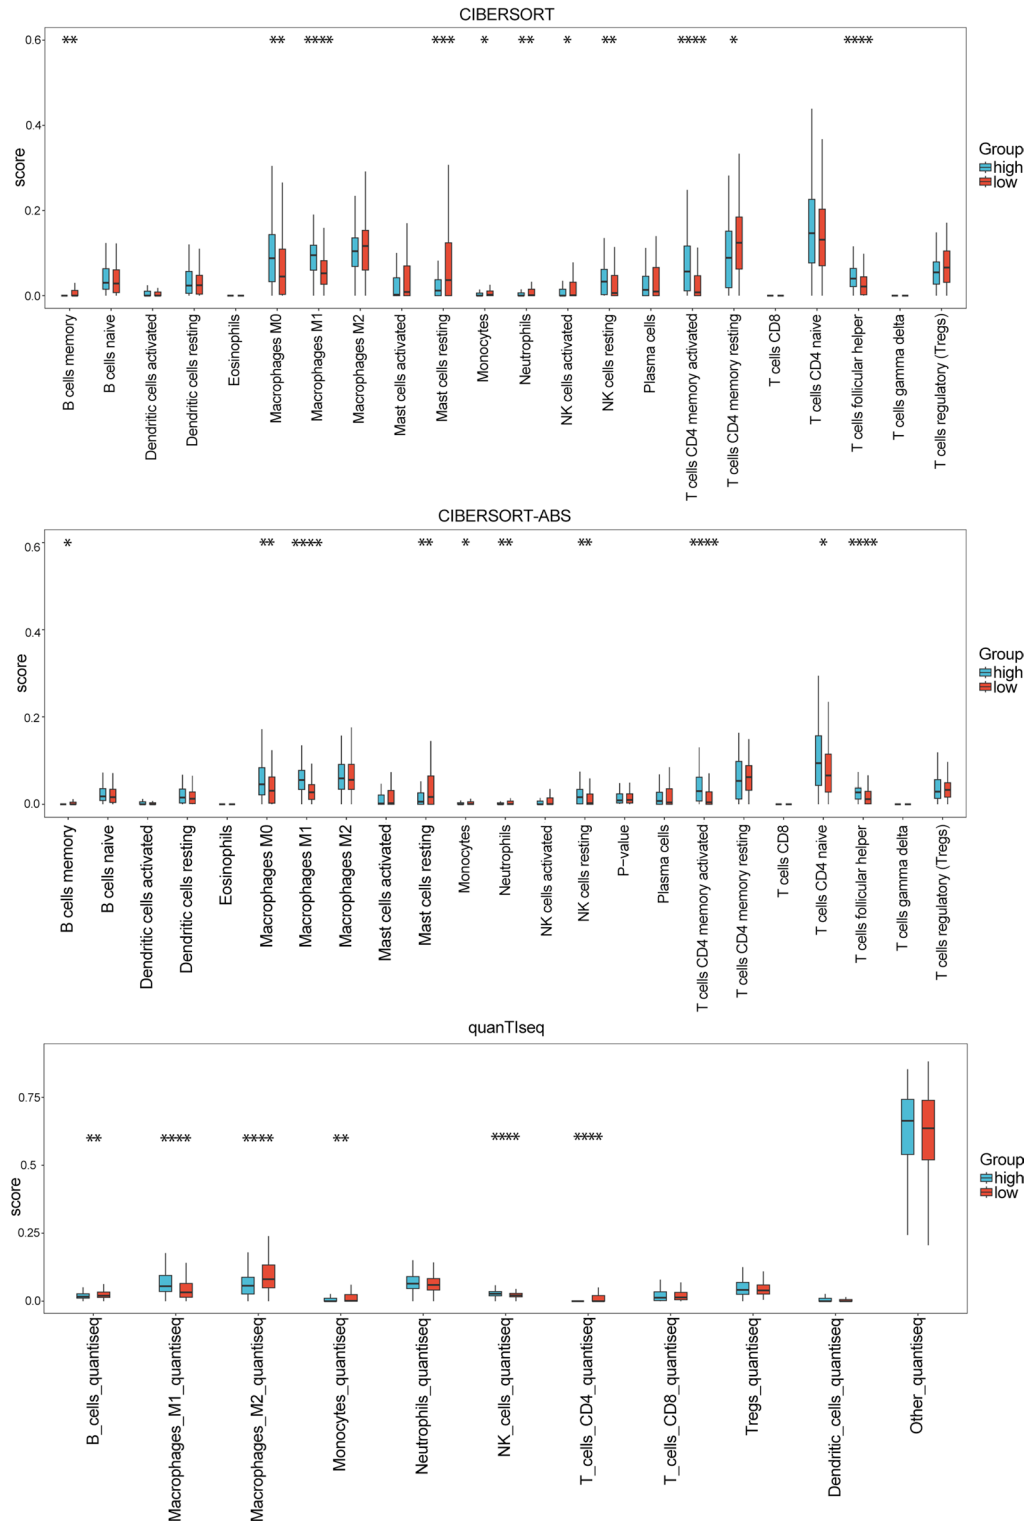 CIBERSORT
** ** **** *** * ** * ** **** * ****
0.6
0.4
0.2
0.0
score
Group
high
low
B cells memory
B cells naive
Dendritic cells activated
Dendritic cells resting
Eosinophils
Macrophages M0
Macrophages M1
Macrophages M2
Mast cells activated
Mast cells resting
Monocytes
Neutrophils
NK cells activated
NK cells resting
Plasma cells
T cells CD4 memory activated
T cells CD4 memory resting
T cells CD8
T cells CD4 naive
T cells follicular helper
T cells gamma delta
T cells regulatory (Tregs)
CIBERSORT-ABS
* ** **** ** * ** ** **** * ****
0.6
0.4
0.2
0.0
score
Group
high
low
B cells memory
B cells naive
Dendritic cells activated
Dendritic cells resting
Eosinophils
Macrophages M0
Macrophages M1
Macrophages M2
Mast cells activated
Mast cells resting
Monocytes
Neutrophils
NK cells activated
NK cells resting
P-value
Plasma cells
T cells CD4 memory activated
T cells CD4 memory resting
T cells CD8
T cells CD4 naive
T cells follicular helper
T cells gamma delta
T cells regulatory (Tregs)
quanTIseq
** **** **** ** **** ****
0.75
0.5
0.25
0.0
score
Group
high
low
B_cells_quantiseq
Macrophages_M1_quantiseq
Macrophages_M2_quantiseq
Monocytes_quantiseq
Neutrophils_quantiseq
NK_cells_quantiseq
T_cells_CD4_quantiseq
T_cells_CD8_quantiseq
Tregs_quantiseq
Dendritic_cells_quantiseq
Other_quantiseq